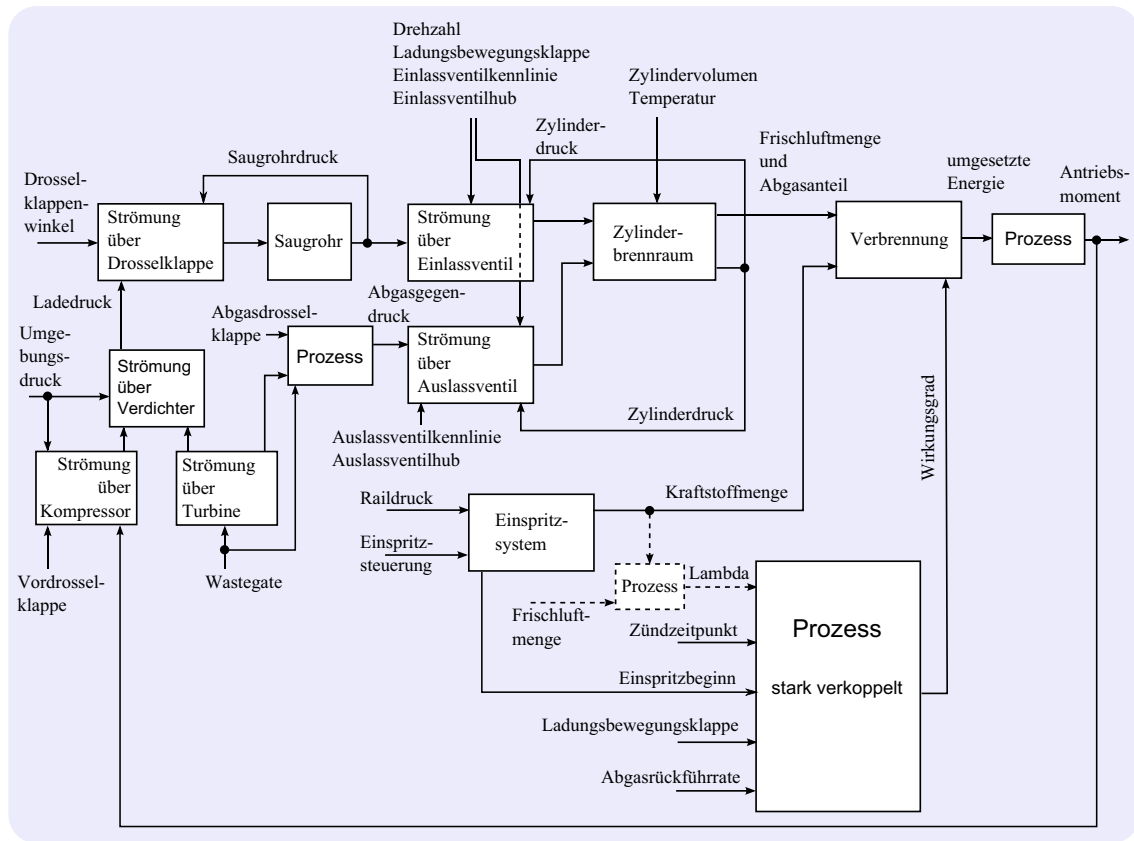 Drehzahl
Ladungsbewegungsklappe
Einlassventilkennlinie
Einlassventilhub
Zylindervolumen
Temperatur
Zylinder-
druck
Frischluftmenge
und
Abgasanteil
umgesetzte
Energie
Antriebs-
moment
Saugrohrdruck
Drossel-
klappen-
winkel
Strömung
über
Drosselklappe
Saugrohr
Strömung
über
Einlassventil
Zylinder-
brennraum
Verbrennung
Prozess
Ladedruck
Abgasgegen-
druck
Abgasdrossel-
klappe
Umge-
bungs-
druck
Strömung
über
Verdichter
Prozess
Strömung
über
Auslassventil
Zylinderdruck
Wirkungsgrad
Auslassventilkennlinie
Auslassventilhub
Strömung
über
Kompressor
Strömung
über
Turbine
Raildruck
Kraftstoffmenge
Einspritz-
system
Einspritz-
steuerung
Vordrossel-
klappe
Wastegate
Prozess
Lambda
Frischluft-
menge
Zündzeitpunkt
Prozess
stark verkoppelt
Einspritzbeginn
Ladungsbewegungsklappe
Abgasrückführrate